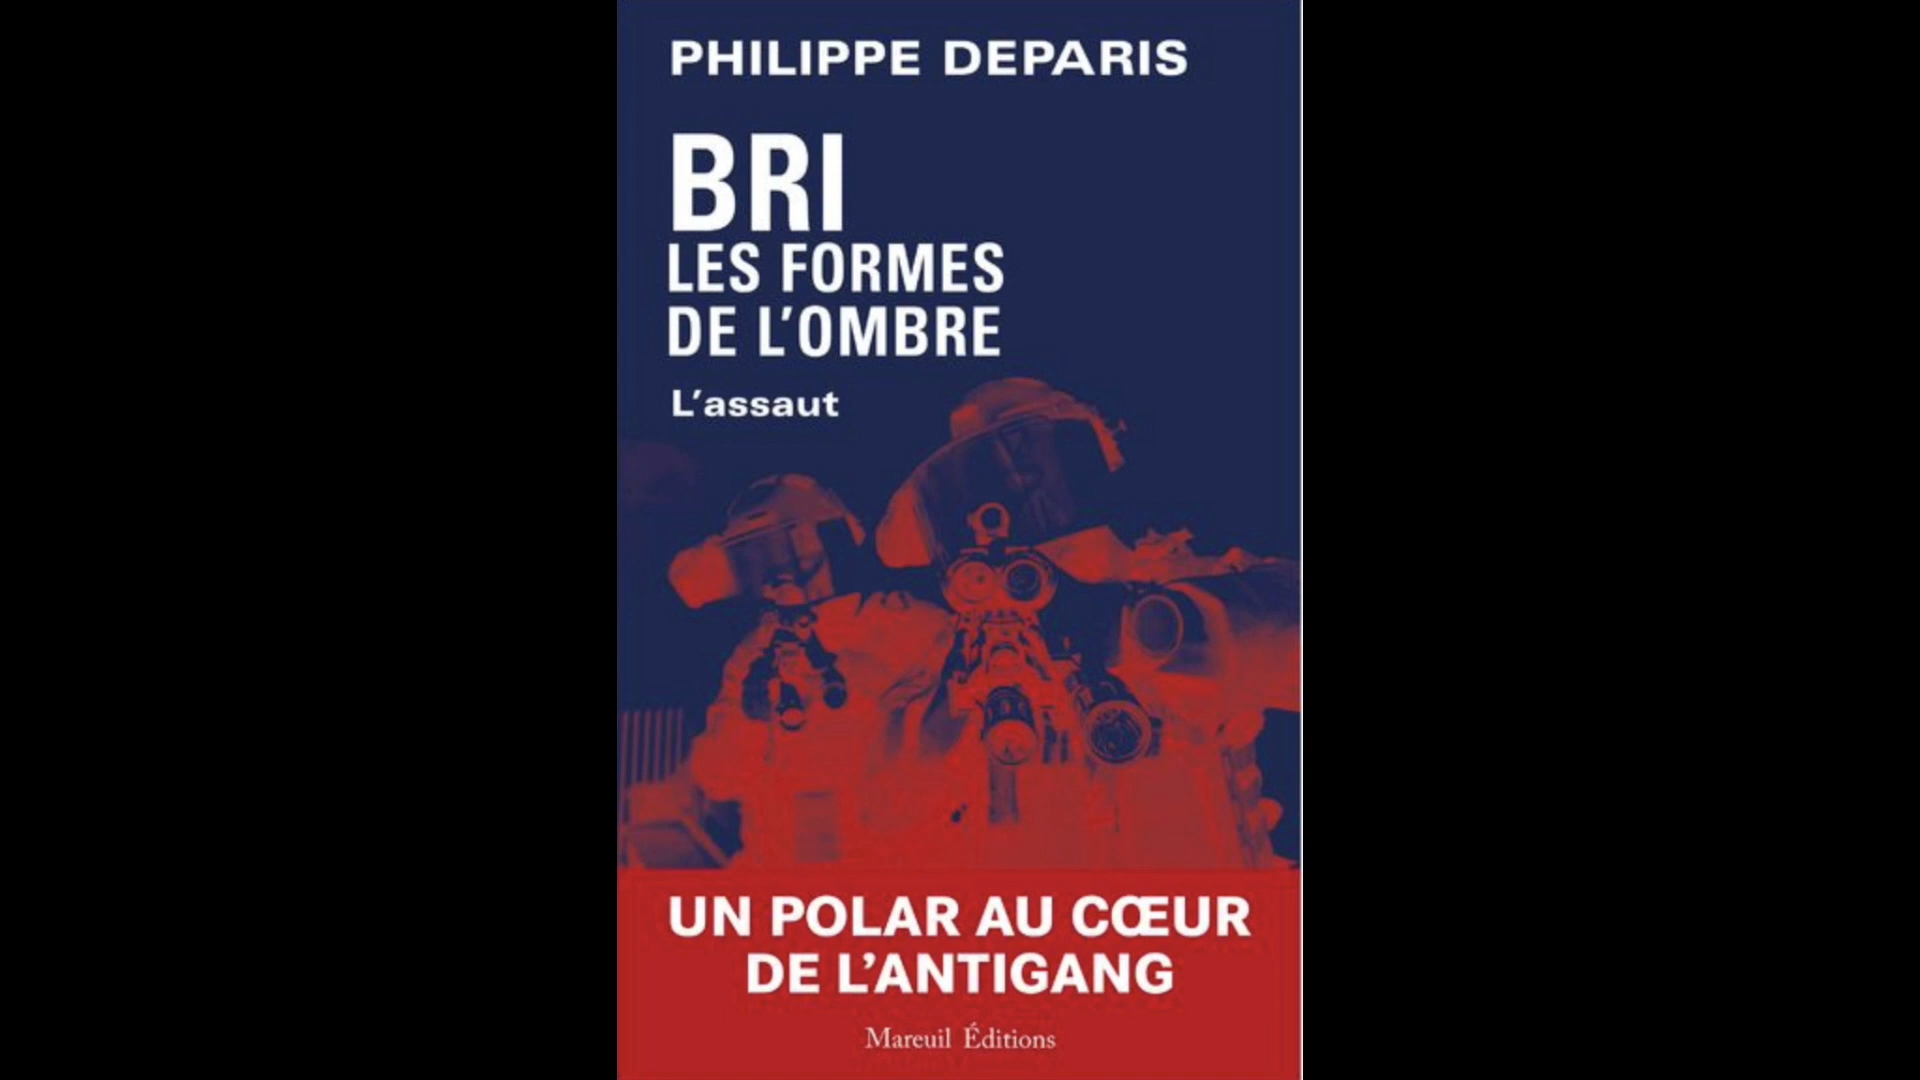 PHILIPPE DEPARIS
BRI
LES FORMES
DE L'OMBRE
L'assaut
UN POLAR AU CŒUR
DE L'ANTIGANG
Mareuil Éditions